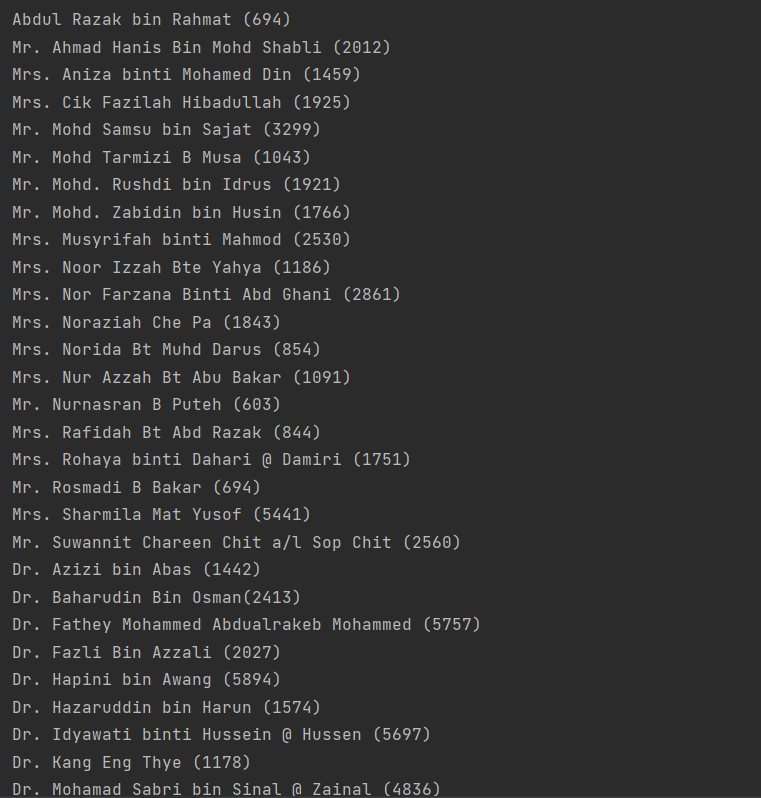 Abdul Razak bin Rahmat (694)
Mr. Ahmad Hanis Bin Mohd Shabli (2012)
Mrs. Aniza binti Mohamed Din (1459)
Mrs. Cik Fazilah Hibadullah (1925)
Mr. Mohd Samsu bin Sajat (3299)
Mr. Mohd Tarmizi B Musa (1043)
Mr. Mohd. Rushdi bin Idrus (1921)
Mr. Mohd. Zabidin bin Husin (1766)
Mrs. Musyrifah binti Mahmod (2530)
Mrs. Noor Izzah Bte Yahya (1186)
Mrs. Nor Farzana Binti Abd Ghani (2861)
Mrs. Noraziah Che Pa (1843)
Mrs. Norida Bt Muhd Darus (854)
Mrs. Nur Azzah Bt Abu Bakar (1091)
Mr. Nurnasran B Puteh (603)
Mrs. Rafidah Bt Abd Razak (844)
Mrs. Rohaya binti Dahari @ Damiri (1751)
Mr. Rosmadi B Bakar (694)
Mrs. Sharmila Mat Yusof (5441)
Mr. Suwannit Chareen Chit a/l Sop Chit (2560)
Dr. Azizi bin Abas (1442)
Dr. Baharudin Bin Osman(2413)
Dr. Fathey Mohammed Abdualrakeb Mohammed (5757)
Dr. Fazli Bin Azzali (2027)
Dr. Hapini bin Awang (5894)
Dr. Hazaruddin bin Harun (1574)
Dr. Idyawati binti Hussein @ Hussen (5697)
Dr. Kang Eng Thye (1178)
Dr. Mohamad Sabri bin Sinal @ Zainal (4836)